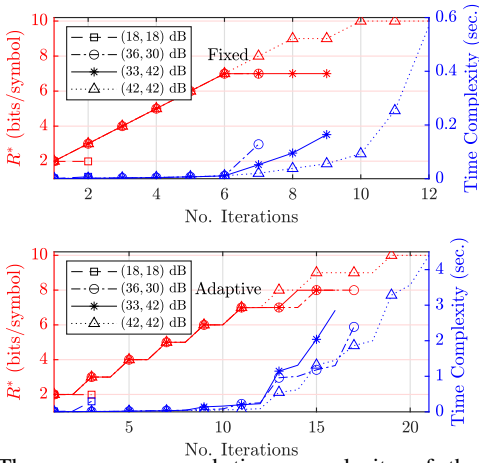 10
8
6
4
2
R* (bits/symbol)
(18, 18) dB
(36, 30) dB
(33, 42) dB
(42, 42) dB
Fixed
0.6
0.4
0.2
0
Time Complexity (sec.)
2 4 6 8 10 12
No. Iterations
10
8
6
4
2
R* (bits/symbol)
(18, 18) dB
(36, 30) dB
(33, 42) dB
(42, 42) dB
Adaptive
4
3
2
1
0
Time Complexity (sec.)
5 10 15 20
No. Iterations